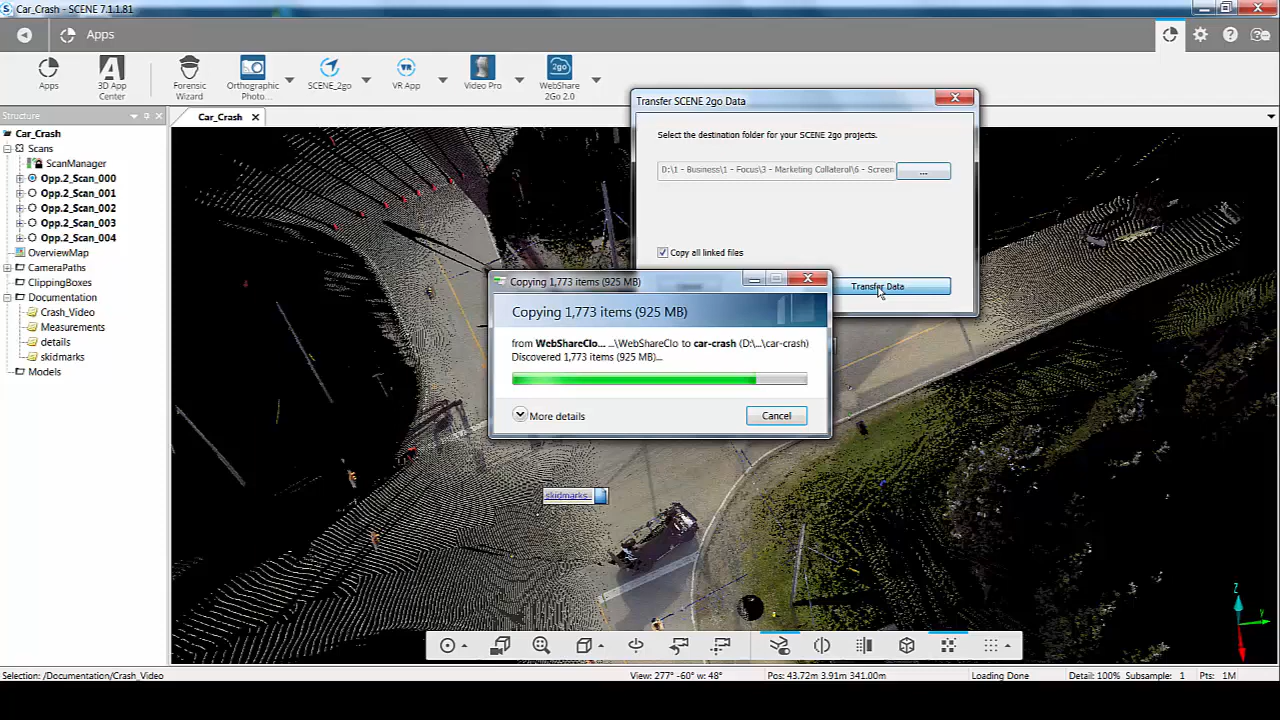 Car_Crash - SCENE 7.1.1.81
Apps
Apps
3D App Center
Forensic Wizard
Orthographic Photo...
SCENE_2go
VR App
Video Pro
2go
WebShare 2Go 2.0
Structure
Car_Crash
Transfer SCENE 2go Data
Select the destination folder for your SCENE 2go projects.
D:\1 - Business\1 - Focus\3 - Marketing Collaterol\6 - Screen
...
Copy all linked files
Transfer Data
Car_Crash
Scans
ScanManager
Opp.2_Scan_000
Opp.2_Scan_001
Opp.2_Scan_002
Opp.2_Scan_003
Opp.2_Scan_004
OverviewMap
CameraPaths
ClippingBoxes
Documentation
Crash_Video
Measurements
details
skidmarks
Models
Copying 1,773 items (925 MB)
Copying 1,773 items (925 MB)
from WebShareClo... ...\WebShareClo to car-crash (D:\...\car-crash)
Discovered 1,773 items (925 MB)...
More details
Cancel
skidmarks
Z
Y
Selection: /Documentation/Crash_Video
View: 277° -60° w: 48°
Pos: 43.72m 3.91m 341.00m
Loading Done
Detail: 100%
Subsample: 1
Pts: 1M